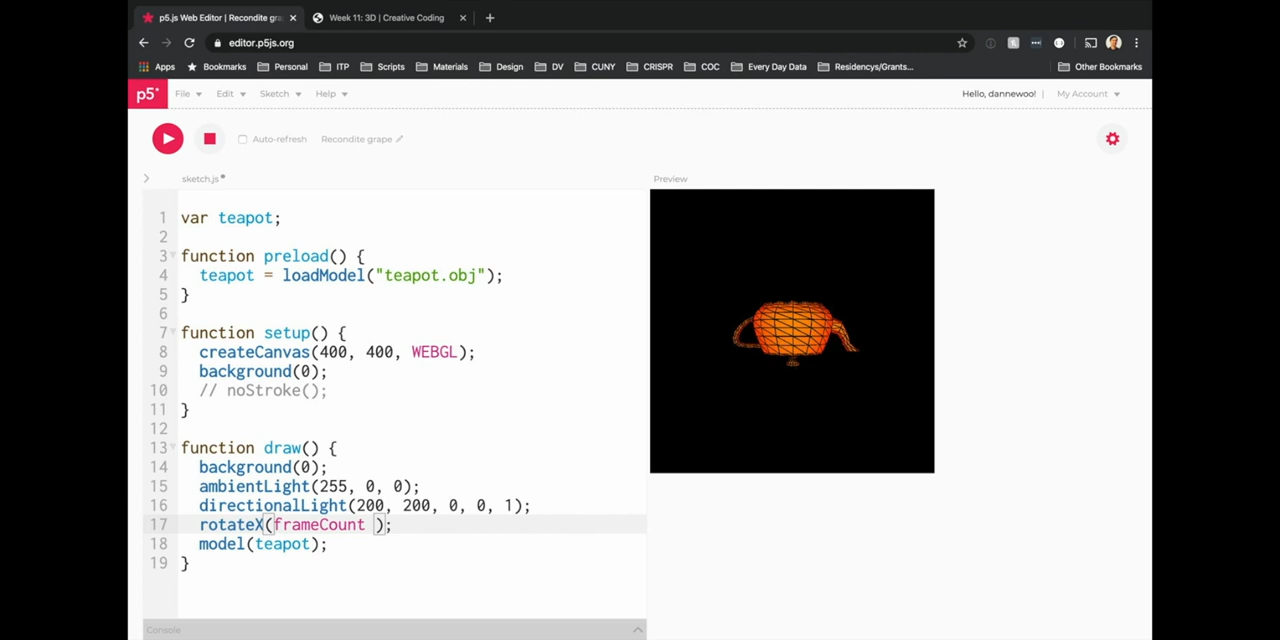 p5.js Web Editor | Recondite gra
Week 11: 3D | Creative Coding
editor.p5js.org
Apps Bookmarks Personal ITP Scripts Materials Design DV CUNY CRISPR COC Every Day Data Residencys/Grants... Other Bookmarks
p5* File Edit Sketch Help Hello, dannewoo! | My Account
Auto-refresh Recondite grape
sketch.js
Preview
1 var teapot;
2
3 function preload() {
4 teapot = loadModel("teapot.obj");
5 }
6
7 function setup() {
8 createCanvas(400, 400, WEBGL);
9 background(0);
10 // noStroke();
11 }
12
13 function draw() {
14 background(0);
15 ambientLight(255, 0, 0);
16 directionalLight(200, 200, 0, 0, 1);
17 rotateX(frameCount );
18 model(teapot);
19 }
Console